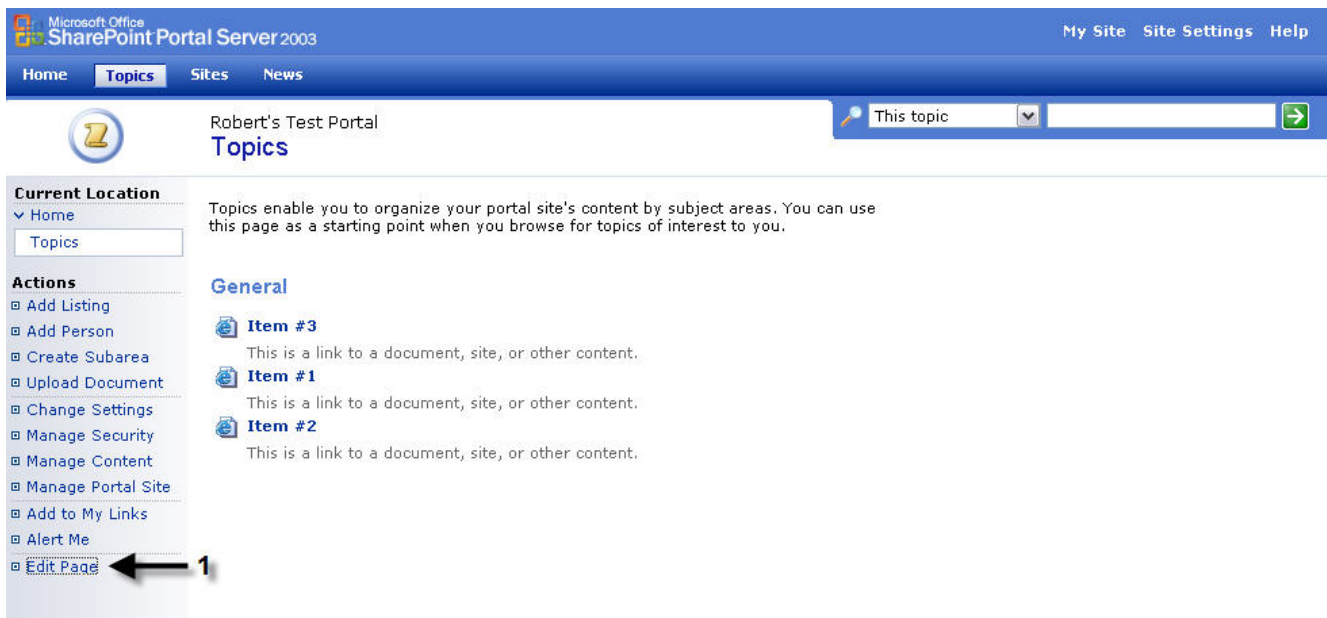 Microsoft Office
SharePoint Portal Server 2003
My Site Site Settings Help
Home Topics Sites News
Robert's Test Portal
Topics
This topic
Current Location
Home
Topics
Actions
Add Listing
Add Person
Create Subarea
Upload Document
Change Settings
Manage Security
Manage Content
Manage Portal Site
Add to My Links
Alert Me
Edit Page
1
Topics enable you to organize your portal site's content by subject areas. You can use
this page as a starting point when you browse for topics of interest to you.
General
Item #3
This is a link to a document, site, or other content.
Item #1
This is a link to a document, site, or other content.
Item #2
This is a link to a document, site, or other content.